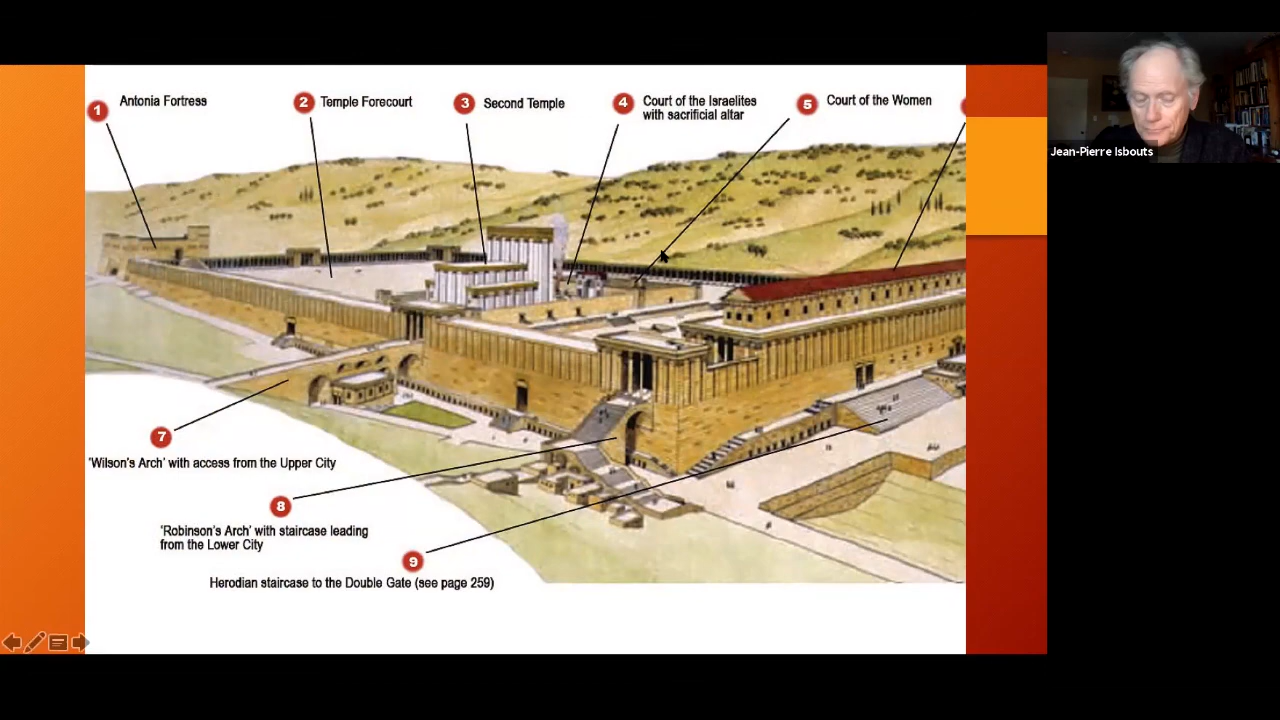 1
Antonia Fortress
2
Temple Forecourt
3
Second Temple
4
Court of the Israelites
with sacrificial altar
5
Court of the Women
Jean-Pierre Isbouts
7
'Wilson's Arch' with access from the Upper City
8
'Robinson's Arch' with staircase leading
from the Lower City
9
Herodian staircase to the Double Gate (see page 259)